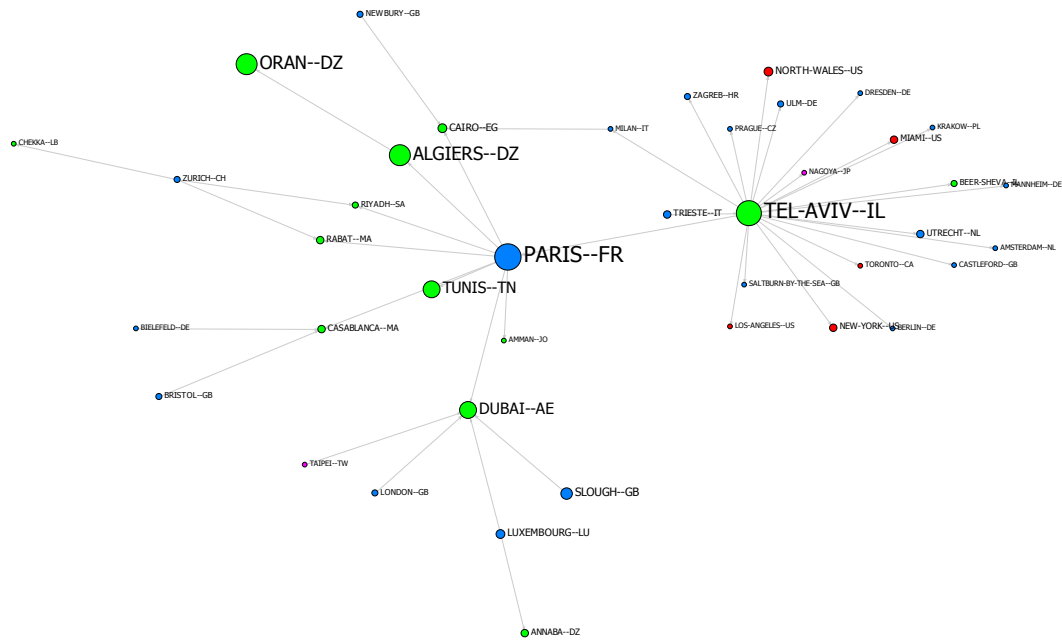 NEWBURY--GB
ORAN--DZ
NORTH-WALES--US
ZAGREB--HR
DRESDEN--DE
ULM--DE
CAIRO--EG
MILAN--IT
PRAGUE--CZ
KRAKOW--PL
MIAMI--US
CHEKKA--LB
ALGIERS--DZ
NAGOYA--JP
ZURICH--CH
BEER-SHEVA--IL
MANNHEIM--DE
RIYADH--SA
TRIESTE--IT
TEL-AVIV--IL
UTRECHT--NL
RABAT--MA
AMSTERDAM--NL
PARIS--FR
TORONTO--CA
CASTLEFORD--GB
TUNIS--TN
SALTBURN-BY-THE-SEA--GB
BIELEFELD--DE
CASABLANCA--MA
LOS-ANGELES--US
NEW-YORK--US
BERLIN--DE
AMMAN--JO
BRISTOL--GB
DUBAI--AE
TAIPEI--TW
LONDON--GB
SLOUGH--GB
LUXEMBOURG--LU
ANNABA--DZ